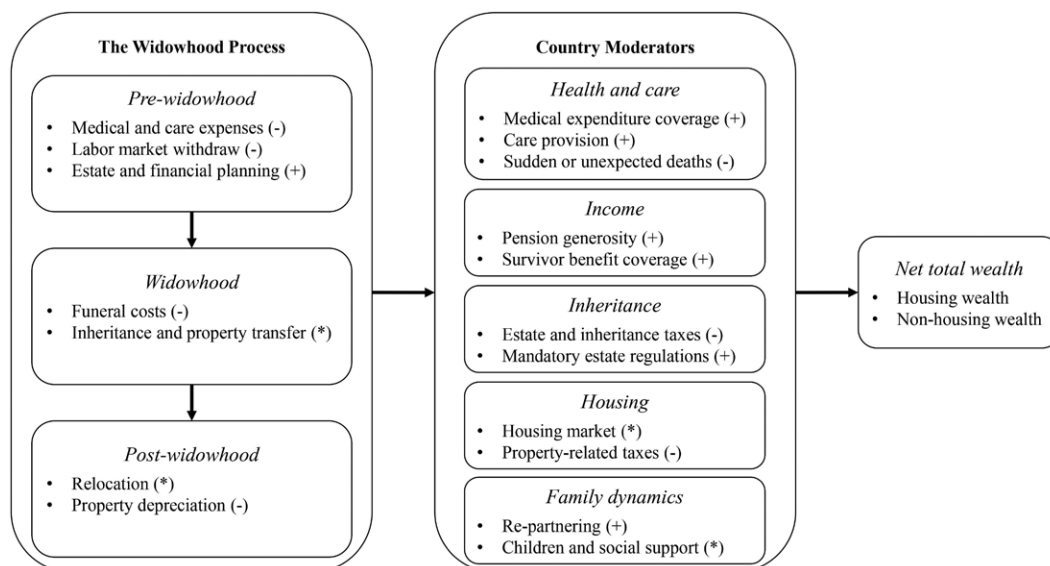 The Widowhood Process
Pre-widowhood
• Medical and care expenses (-)
• Labor market withdraw (-)
• Estate and financial planning (+)
Widowhood
• Funeral costs (-)
• Inheritance and property transfer (*)
Post-widowhood
• Relocation (*)
• Property depreciation (-)
Country Moderators
Health and care
• Medical expenditure coverage (+)
• Care provision (+)
• Sudden or unexpected deaths (-)
Income
• Pension generosity (+)
• Survivor benefit coverage (+)
Inheritance
• Estate and inheritance taxes (-)
• Mandatory estate regulations (+)
Housing
• Housing market (*)
• Property-related taxes (-)
Family dynamics
• Re-partnering (+)
• Children and social support (*)
Net total wealth
• Housing wealth
• Non-housing wealth